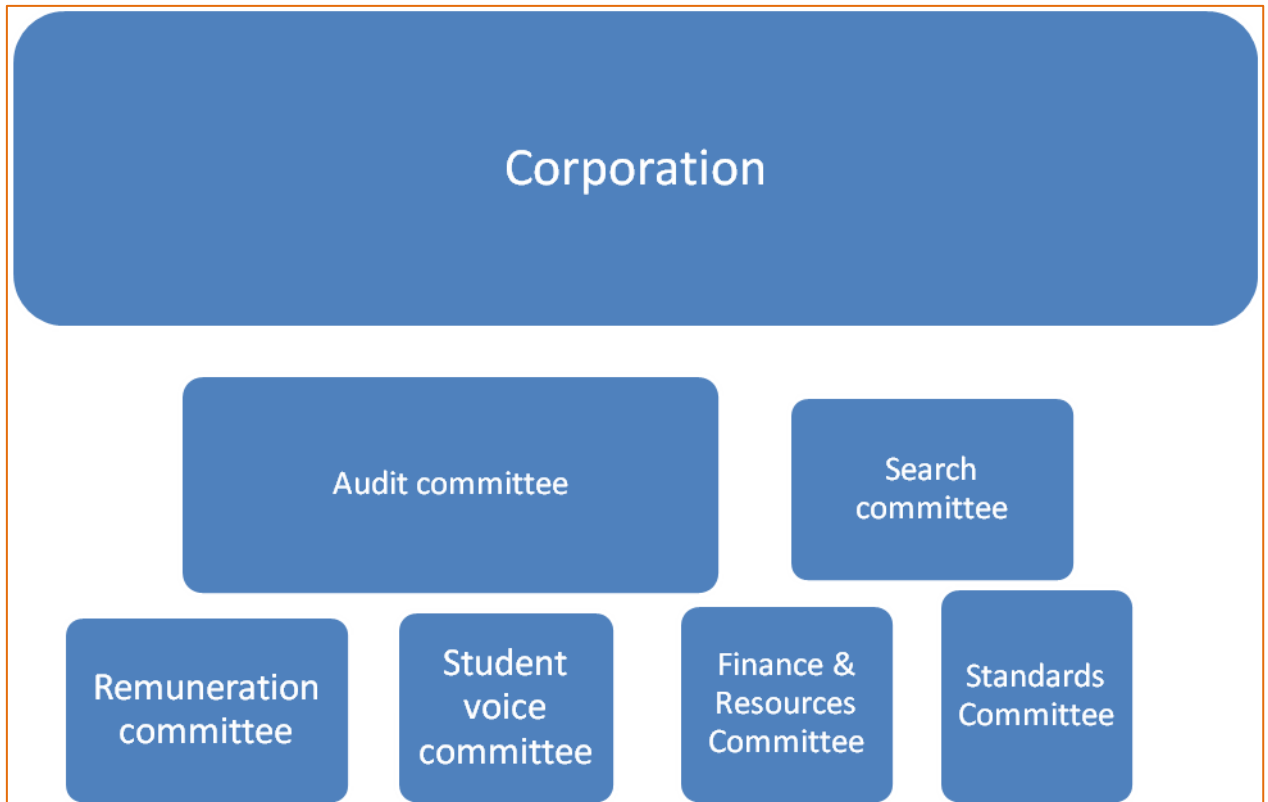 Corporation
Audit committee
Search
committee
Remuneration
committee
Student
voice
committee
Finance &
Resources
Committee
Standards
Committee